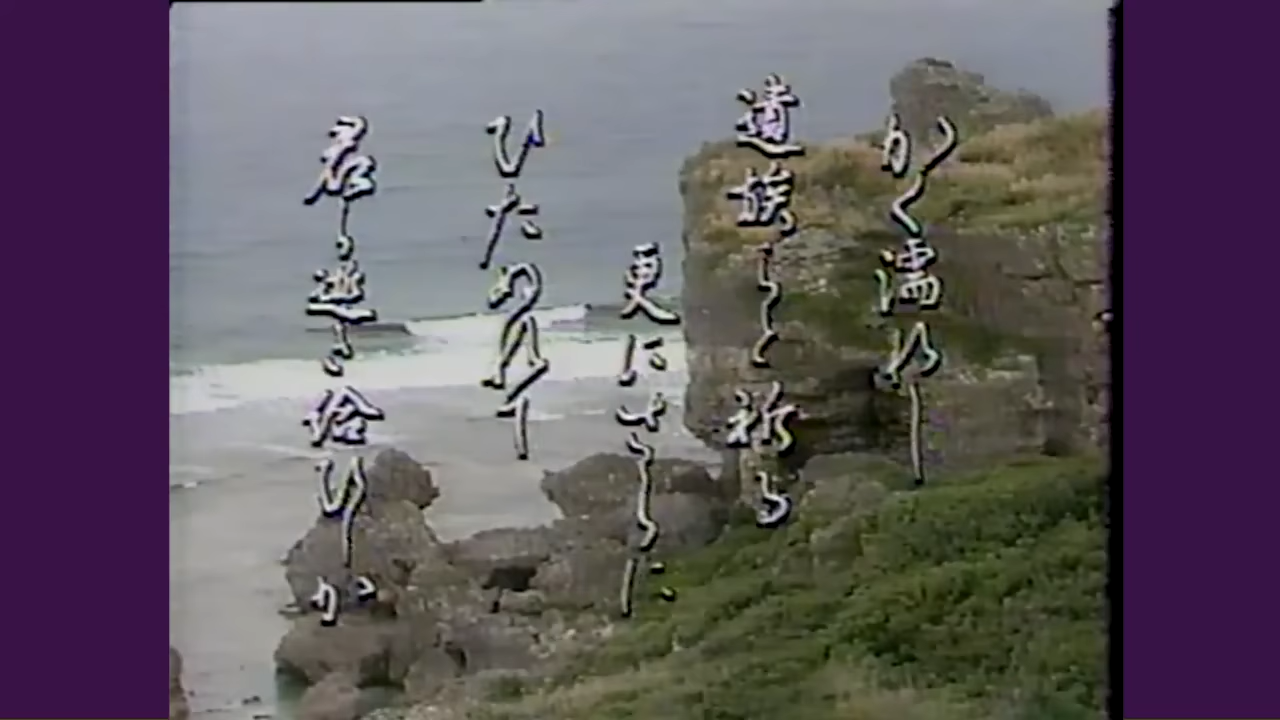 かく濡れて
遺族らと祈る
更にさらに
ひたぬれて
君ら逝き給ひしか